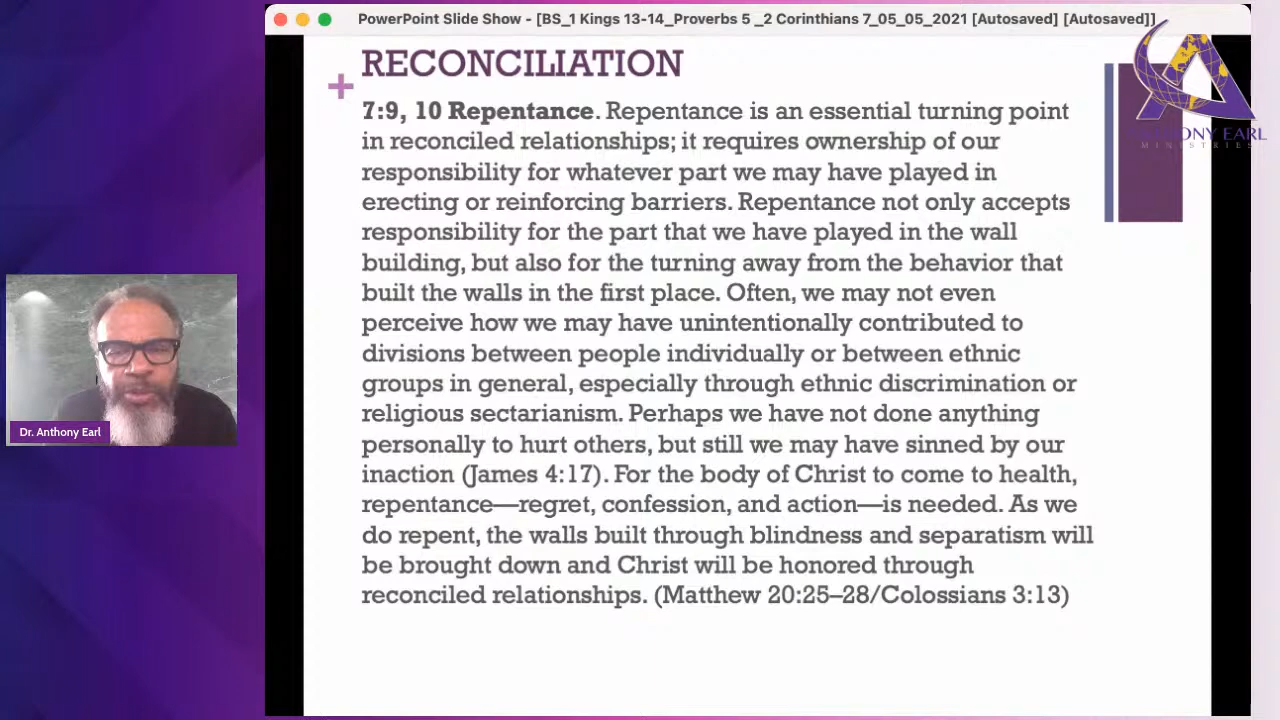 PowerPoint Slide Show - [BS_1 Kings 13-14_Proverbs 5 _2 Corinthians 7_05_05_2021 [Autosaved] [Autosaved]]
RECONCILIATION
+
7:9, 10 Repentance. Repentance is an essential turning point
in reconciled relationships; it requires ownership of our
responsibility for whatever part we may have played in
erecting or reinforcing barriers. Repentance not only accepts
responsibility for the part that we have played in the wall
building, but also for the turning away from the behavior that
built the walls in the first place. Often, we may not even
perceive how we may have unintentionally contributed to
divisions between people individually or between ethnic
groups in general, especially through ethnic discrimination or
religious sectarianism. Perhaps we have not done anything
personally to hurt others, but still we may have sinned by our
inaction (James 4:17). For the body of Christ to come to health,
repentance—regret, confession, and action—is needed. As we
do repent, the walls built through blindness and separatism will
be brought down and Christ will be honored through
reconciled relationships. (Matthew 20:25–28/Colossians 3:13)
ANTHONY EARL
MINISTRIES
Dr. Anthony Earl